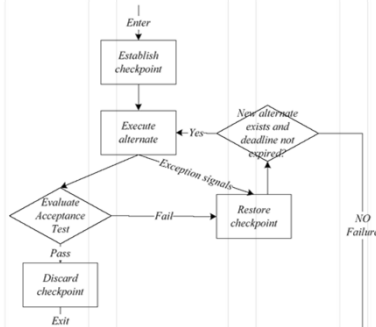 Enter
Establish
checkpoint
Execute
alternate
Yes
New alternate
exists and
deadline not
expired?
Exception signals
Evaluate
Acceptance
Test
Fail
Restore
checkpoint
NO
Failure
Pass
Discard
checkpoint
Exit